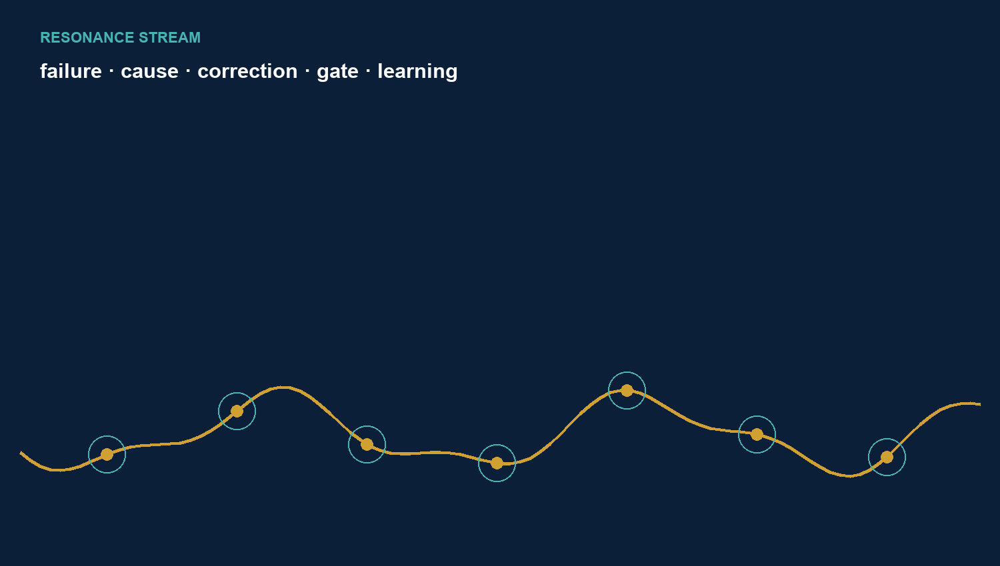 RESONANCE STREAM
failure · cause · correction · gate · learning